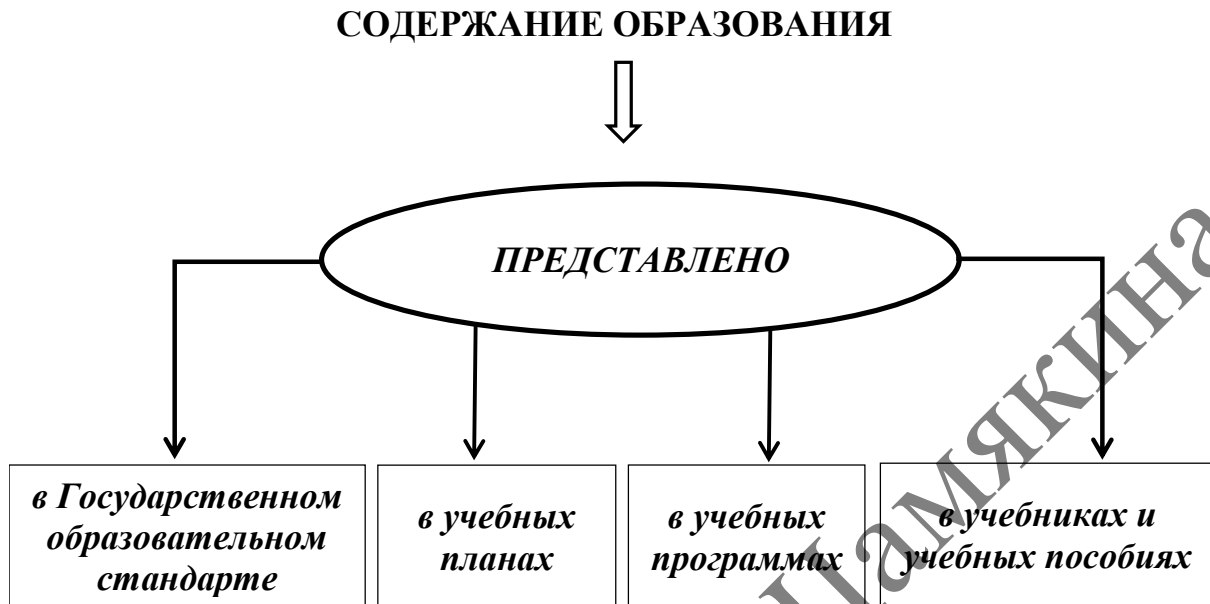 СОДЕРЖАНИЕ ОБРАЗОВАНИЯ
ПРЕДСТАВЛЕНО
в Государственном
образовательном
стандарте
в учебных
планах
в учебных
программах
в учебниках и
учебных пособиях